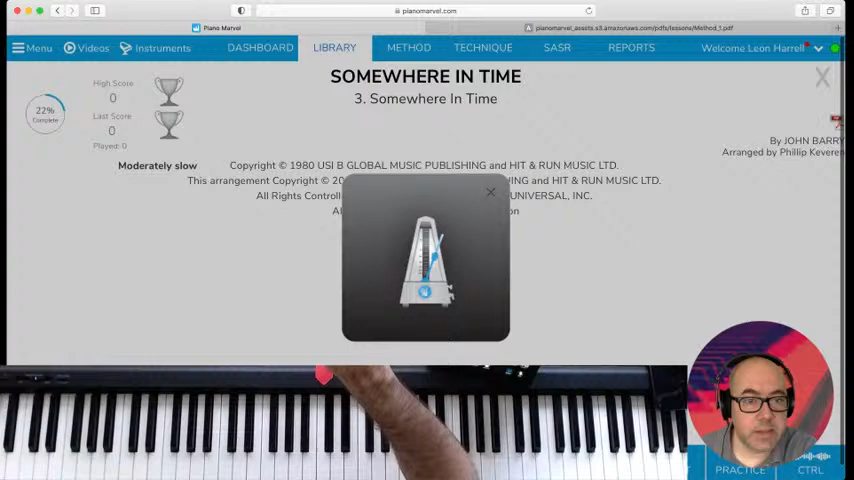 pianomarvel.com
Piano Marvel
pianomarvel_assets.s3.amazonaws.com/pdfs/lessons/Method_1.pdf
Menu Videos Instruments DASHBOARD LIBRARY METHOD TECHNIQUE SASR REPORTS Welcome Leon Harrell
SOMEWHERE IN TIME
3. Somewhere In Time
High Score
0
22%
Complete
Last Score
0
Played: 0
By JOHN BARRY
Arranged by Phillip Keveren
Moderately slow
Copyright © 1980 USI B GLOBAL MUSIC PUBLISHING and HIT & RUN MUSIC LTD.
This arrangement Copyright © 20 SHING and HIT & RUN MUSIC LTD.
All Rights Control UNIVERSAL, INC.
PRACTICE CTRL